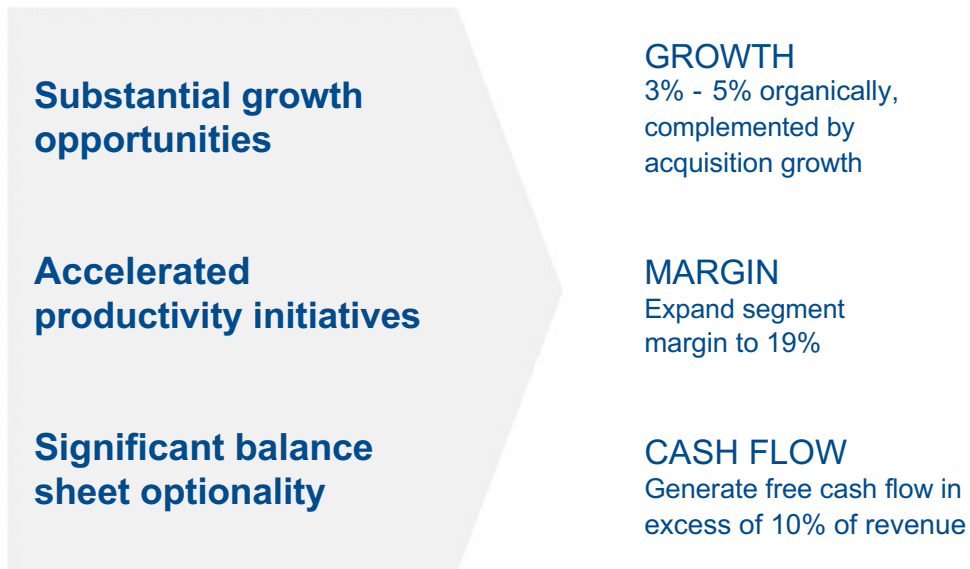 Substantial growth
opportunities
GROWTH
3% - 5% organically,
complemented by
acquisition growth
Accelerated
productivity initiatives
MARGIN
Expand segment
margin to 19%
Significant balance
sheet optionality
CASH FLOW
Generate free cash flow in
excess of 10% of revenue